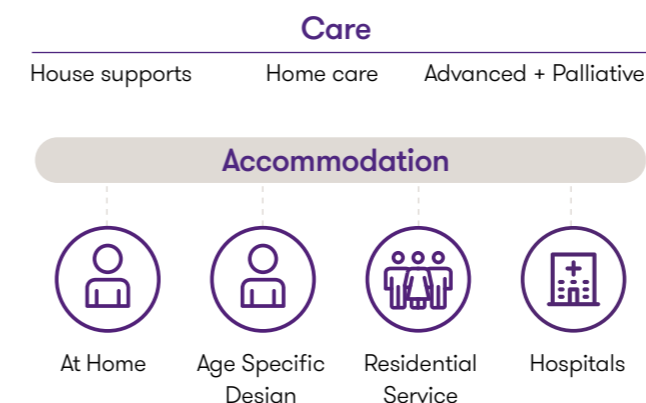 Care
House supports Home care Advanced + Palliative
Accommodation
At Home Age Specific Residential Hospitals
Design Service